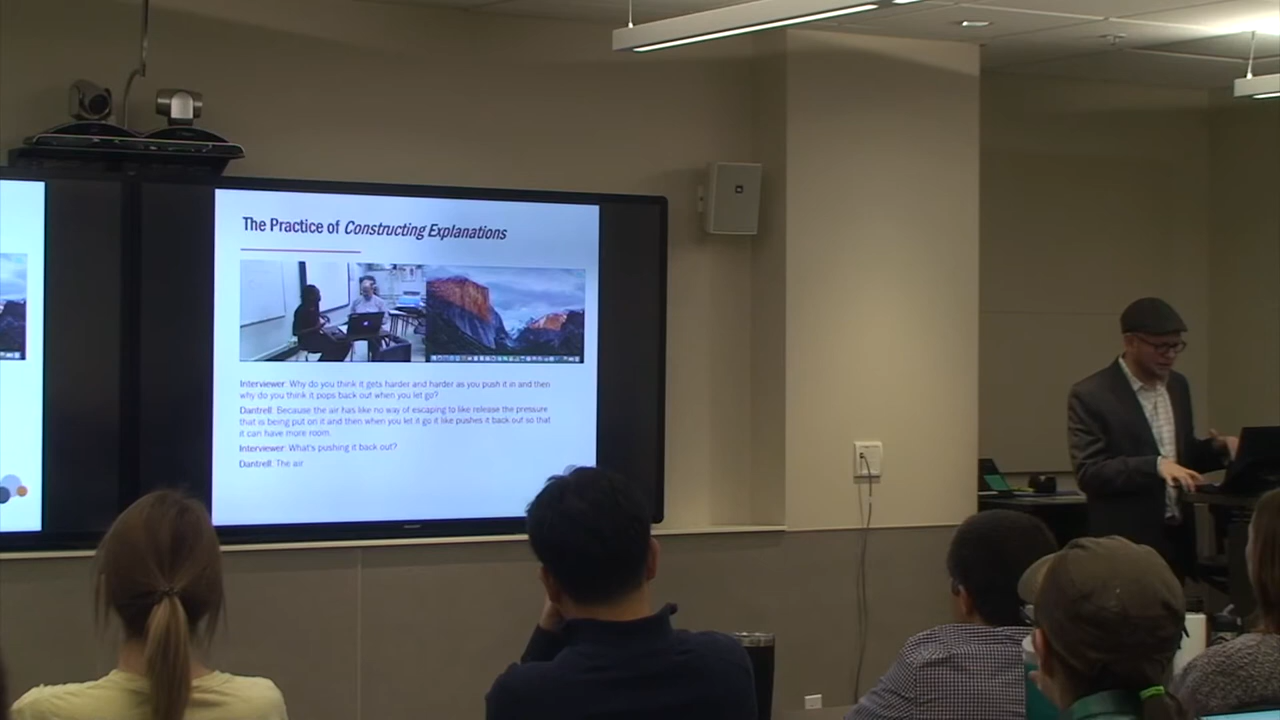 The Practice of Constructing Explanations
Interviewer: Why do you think it gets harder and harder as you push it in and then
why do you think it pops back out when you let go?
Dantrell: Because the air has like no way of escaping to like release the pressure
that is being put on it and then when you let it go it like pushes it back out so that
it can have more room.
Interviewer: What's pushing it back out?
Dantrell: The air